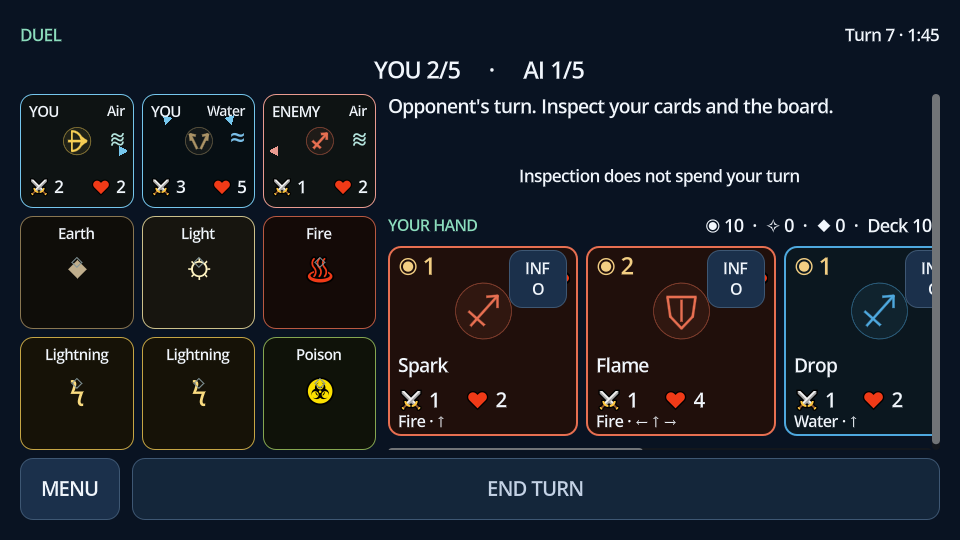 DUEL
Turn 7 · 1:45
YOU 2/5 · AI 1/5
YOU Air
2 2
YOU Water
3 5
ENEMY Air
1 2
Earth
Light
Fire
Lightning
Lightning
Poison
Opponent's turn. Inspect your cards and the board.
Inspection does not spend your turn
YOUR HAND
10 · 0 · 0 · Deck 10
1
INF
O
Spark
1 2
Fire · ↑
2
INF
O
Flame
1 4
Fire · ← ↑ →
1
Drop
1 2
Water · ↑
MENU
END TURN